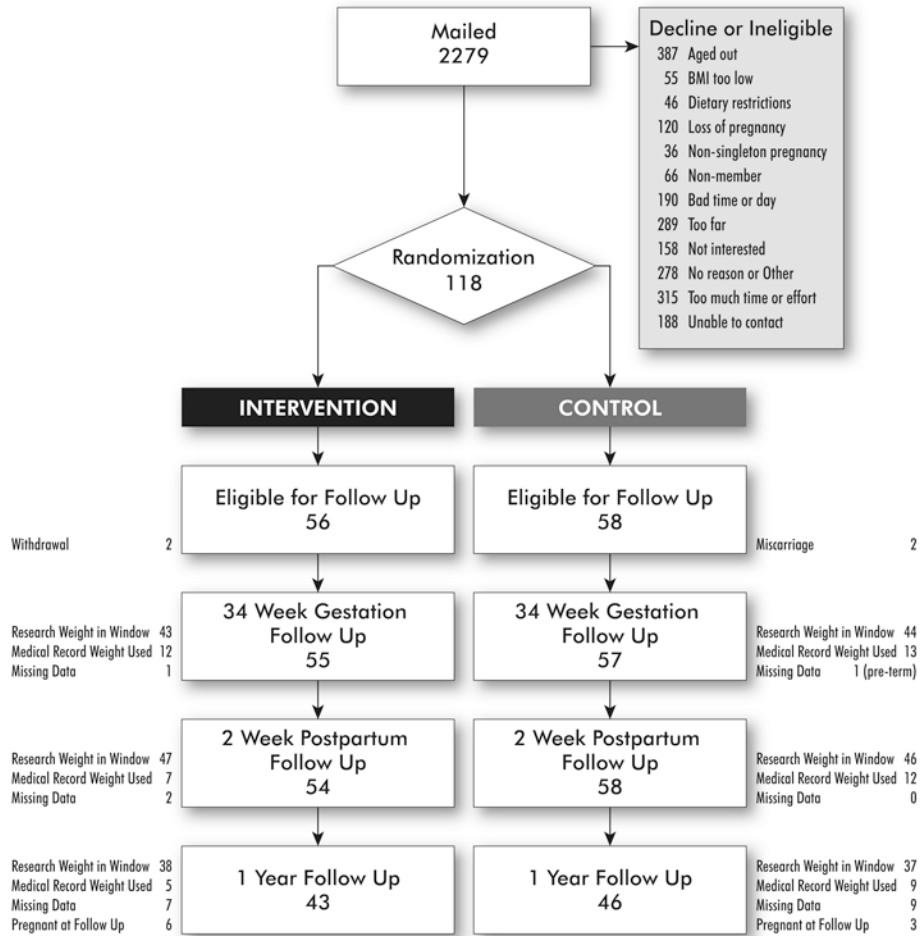 Mailed
2279
Decline or Ineligible
387 Aged out
55 BMI too low
46 Dietary restrictions
120 Loss of pregnancy
36 Non-singleton pregnancy
66 Non-member
190 Bad time or day
289 Too far
158 Not interested
278 No reason or Other
315 Too much time or effort
188 Unable to contact
Randomization
118
INTERVENTION
CONTROL
Eligible for Follow Up
56
Eligible for Follow Up
58
Withdrawal 2
Miscarriage 2
34 Week Gestation
Follow Up
55
34 Week Gestation
Follow Up
57
Research Weight in Window 43
Medical Record Weight Used 12
Missing Data 1
Research Weight in Window 44
Medical Record Weight Used 13
Missing Data 1 (pre-term)
2 Week Postpartum
Follow Up
54
2 Week Postpartum
Follow Up
58
Research Weight in Window 47
Medical Record Weight Used 7
Missing Data 2
Research Weight in Window 46
Medical Record Weight Used 12
Missing Data 0
1 Year Follow Up
43
1 Year Follow Up
46
Research Weight in Window 38
Medical Record Weight Used 5
Missing Data 7
Pregnant at Follow Up 6
Research Weight in Window 37
Medical Record Weight Used 9
Missing Data 9
Pregnant at Follow Up 3